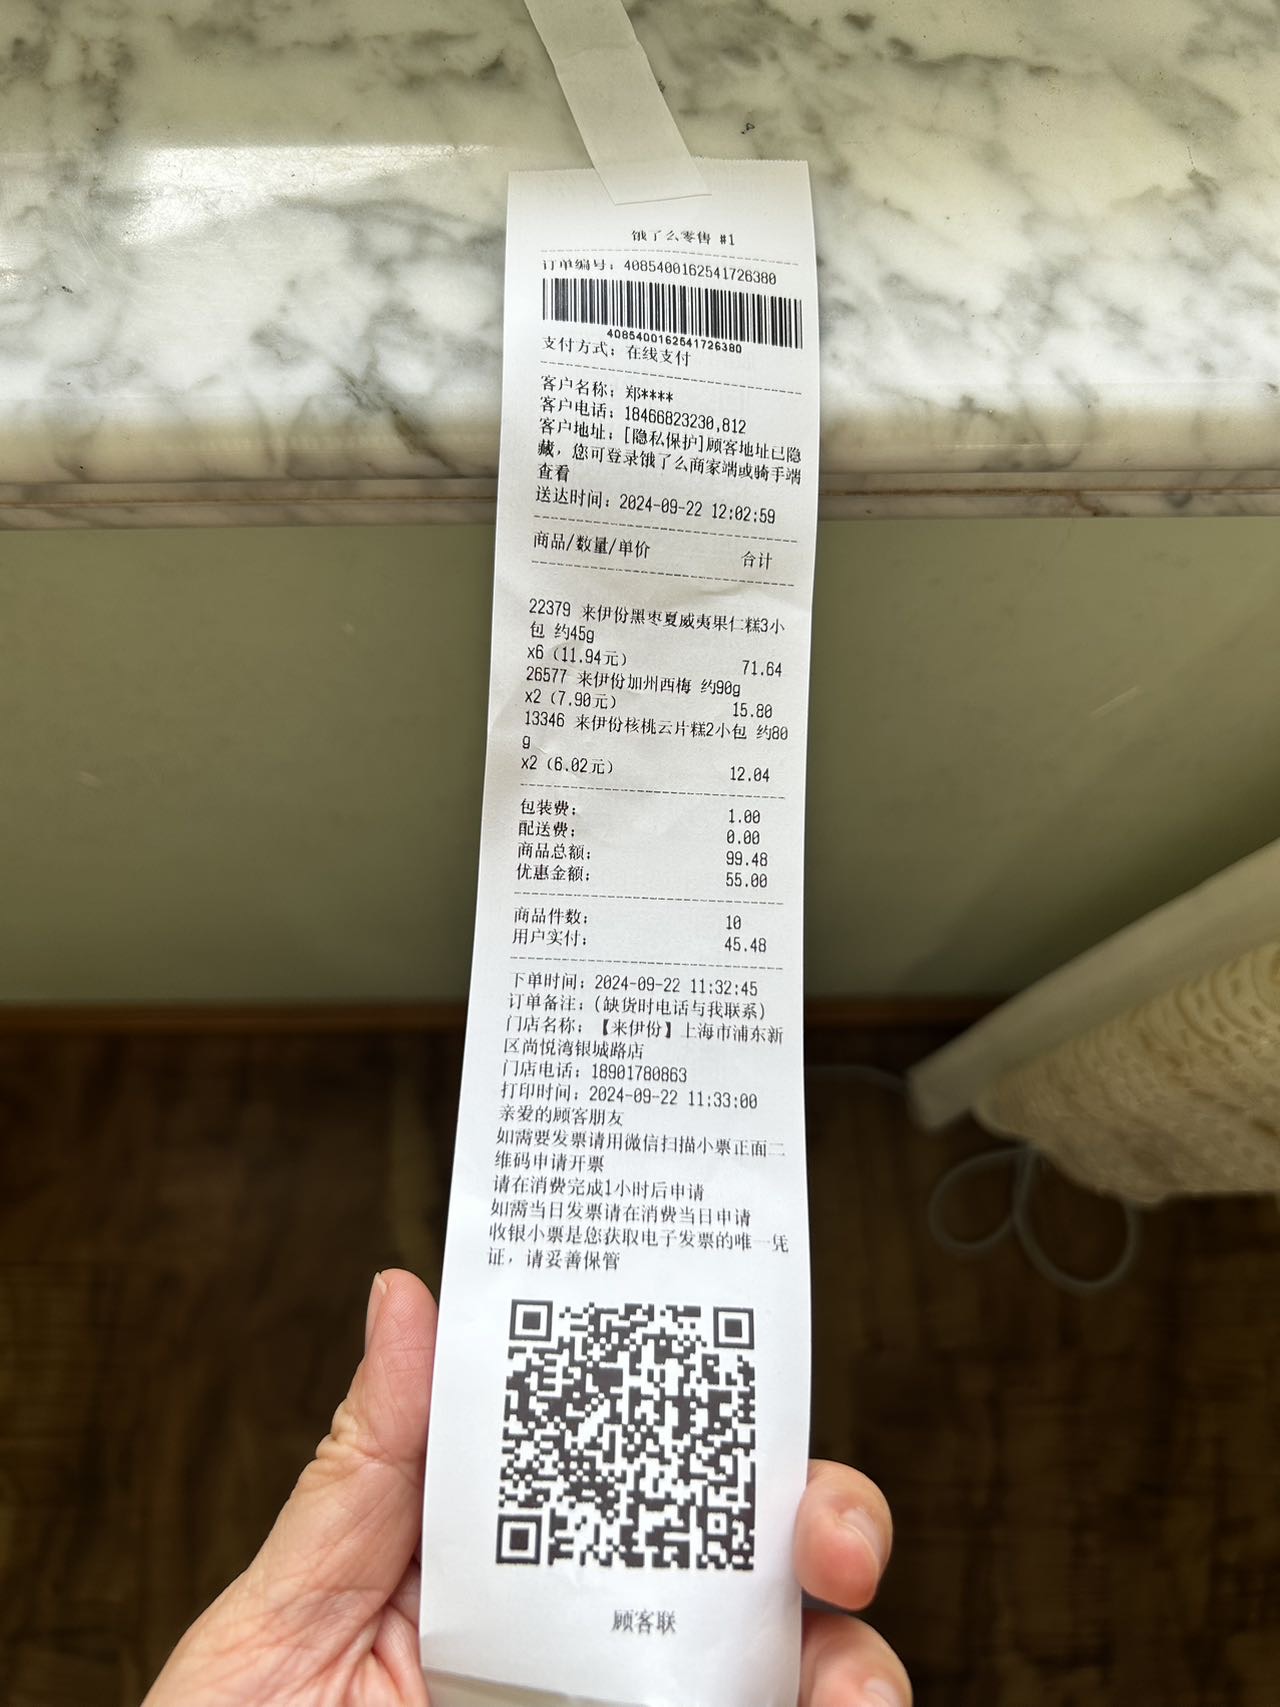 饿了么零售 #1
订单编号：4085400162541726380
4085400162541726380
支付方式：在线支付
客户名称：郑****
客户电话：18466823230,812
客户地址：[隐私保护]顾客地址已隐
藏，您可登录饿了么商家端或骑手端
查看
送达时间：2024-09-22 12:02:59
商品/数量/单价 合计
22379 来伊份黑枣夏威夷果仁糕3小
包 约45g
x6（11.94元） 71.64
26577 来伊份加州西梅 约90g
x2（7.90元） 15.80
13346 来伊份核桃云片糕2小包 约80
g
x2（6.02元） 12.04
包装费： 1.00
配送费： 0.00
商品总额： 99.48
优惠金额： 55.00
商品件数： 10
用户实付： 45.48
下单时间：2024-09-22 11:32:45
订单备注：（缺货时电话与我联系）
门店名称：【来伊份】上海市浦东新
区尚悦湾银城路店
门店电话：18901780863
打印时间：2024-09-22 11:33:00
亲爱的顾客朋友
如需要发票请用微信扫描小票正面二
维码申请开票
请在消费完成1小时后申请
如需当日发票请在消费当日申请
收银小票是您获取电子发票的唯一凭
证，请妥善保管
顾客联